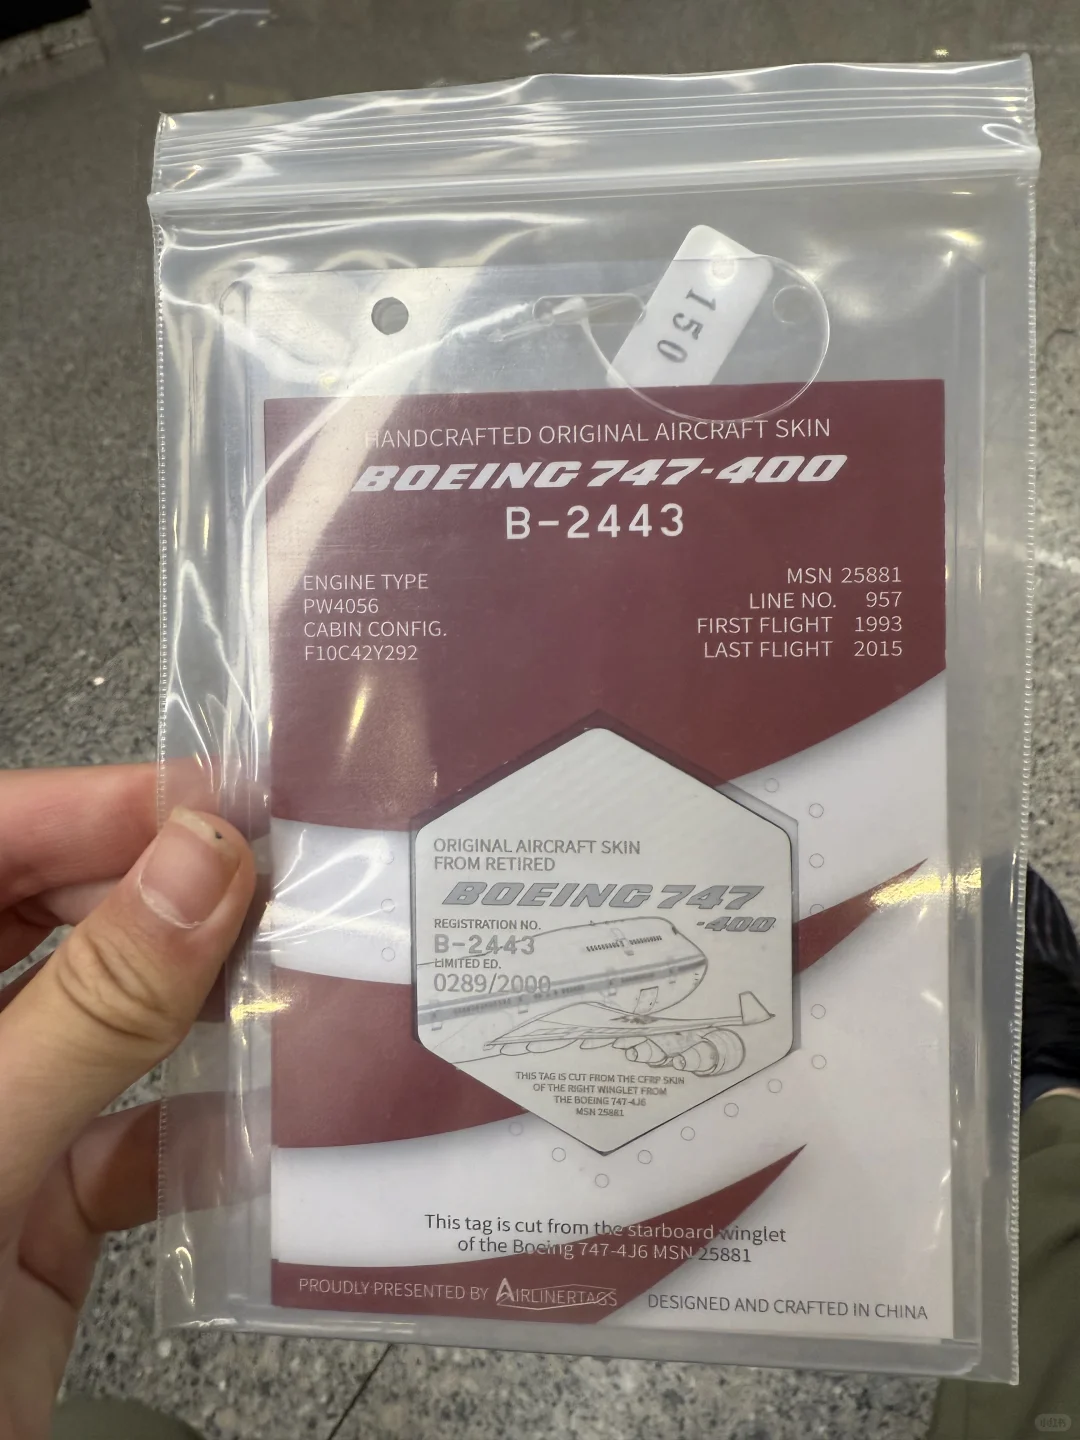 150
HANDCRAFTED ORIGINAL AIRCRAFT SKIN
BOEING 747-400
B-2443
ENGINE TYPE
PW4056
CABIN CONFIG.
F10C42Y292
MSN 25881
LINE NO. 957
FIRST FLIGHT 1993
LAST FLIGHT 2015
ORIGINAL AIRCRAFT SKIN
FROM RETIRED
BOEING 747
-400
REGISTRATION NO.
B-2443
LIMITED ED.
0289/2000
THIS TAG IS CUT FROM THE CFRP SKIN
OF THE RIGHT WINGLET FROM
THE BOEING 747-4J6
MSN 25881
This tag is cut from the starboard winglet
of the Boeing 747-4J6 MSN 25881
PROUDLY PRESENTED BY AIRLINERTAGS
DESIGNED AND CRAFTED IN CHINA
小红书